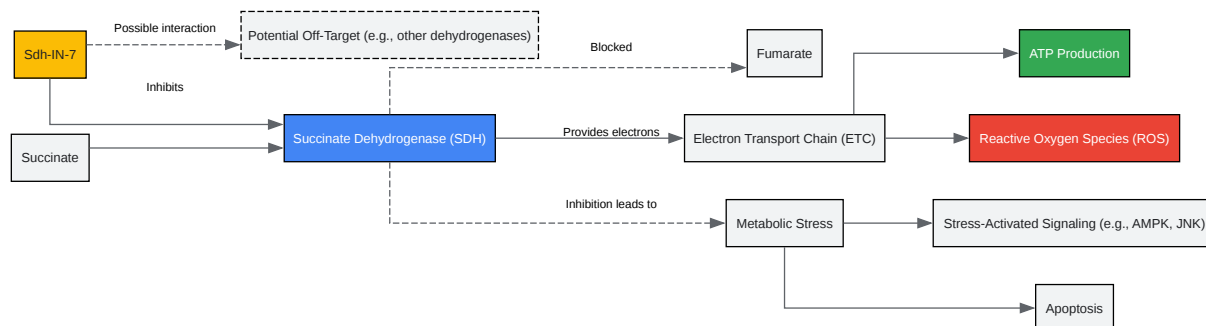 Possible interaction
Potential Off-Target (e.g., other dehydrogenases)
Blocked
Sdh-IN-7
Fumarate
ATP Production
Inhibits
Succinate Dehydrogenase (SDH)
Provides electrons
Electron Transport Chain (ETC)
Reactive Oxygen Species (ROS)
Succinate
Inhibition leads to
Metabolic Stress
Stress-Activated Signaling (e.g., AMPK, JNK)
Apoptosis